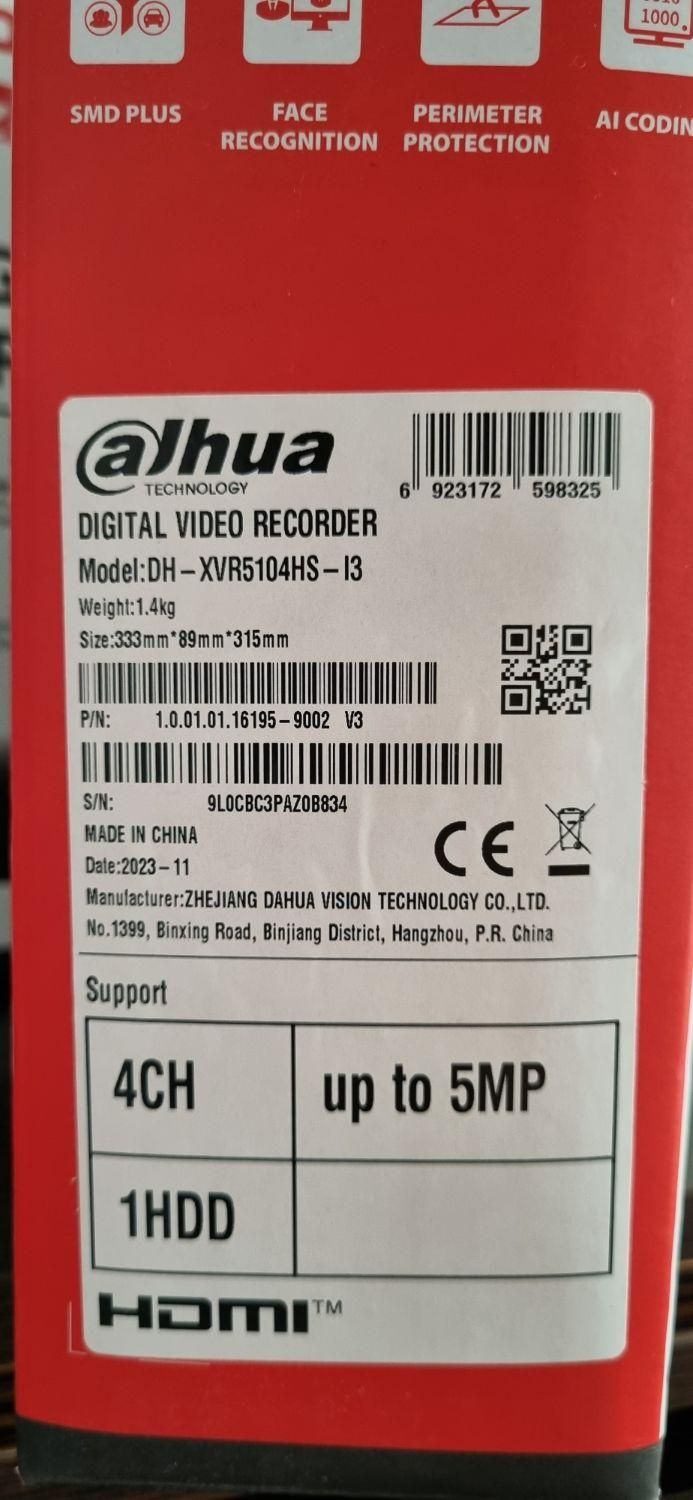 1000
SMD PLUS
FACE RECOGNITION
PERIMETER PROTECTION
AI CODIN
alhua
TECHNOLOGY
6 923172 598325
DIGITAL VIDEO RECORDER
Model:DH-XVR5104HS-I3
Weight:1.4kg
Size:333mm*89mm*315mm
P/N: 1.0.01.01.16195-9002 V3
S/N: 9L0CBC3PAZ0B834
MADE IN CHINA
Date:2023-11
CE
Manufacturer:ZHEJIANG DAHUA VISION TECHNOLOGY CO.,LTD.
No.1399, Binxing Road, Binjiang District, Hangzhou, P.R. China
Support
4CH up to 5MP
1HDD
HDMI™